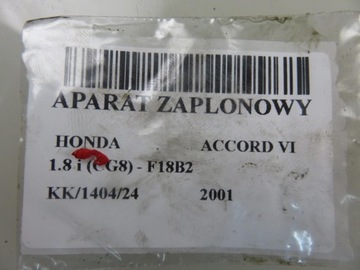 APARAT ZAPLONOWY
HONDA ACCORD VI
1.8 i (CG8) - F18B2
KK/1404/24 2001